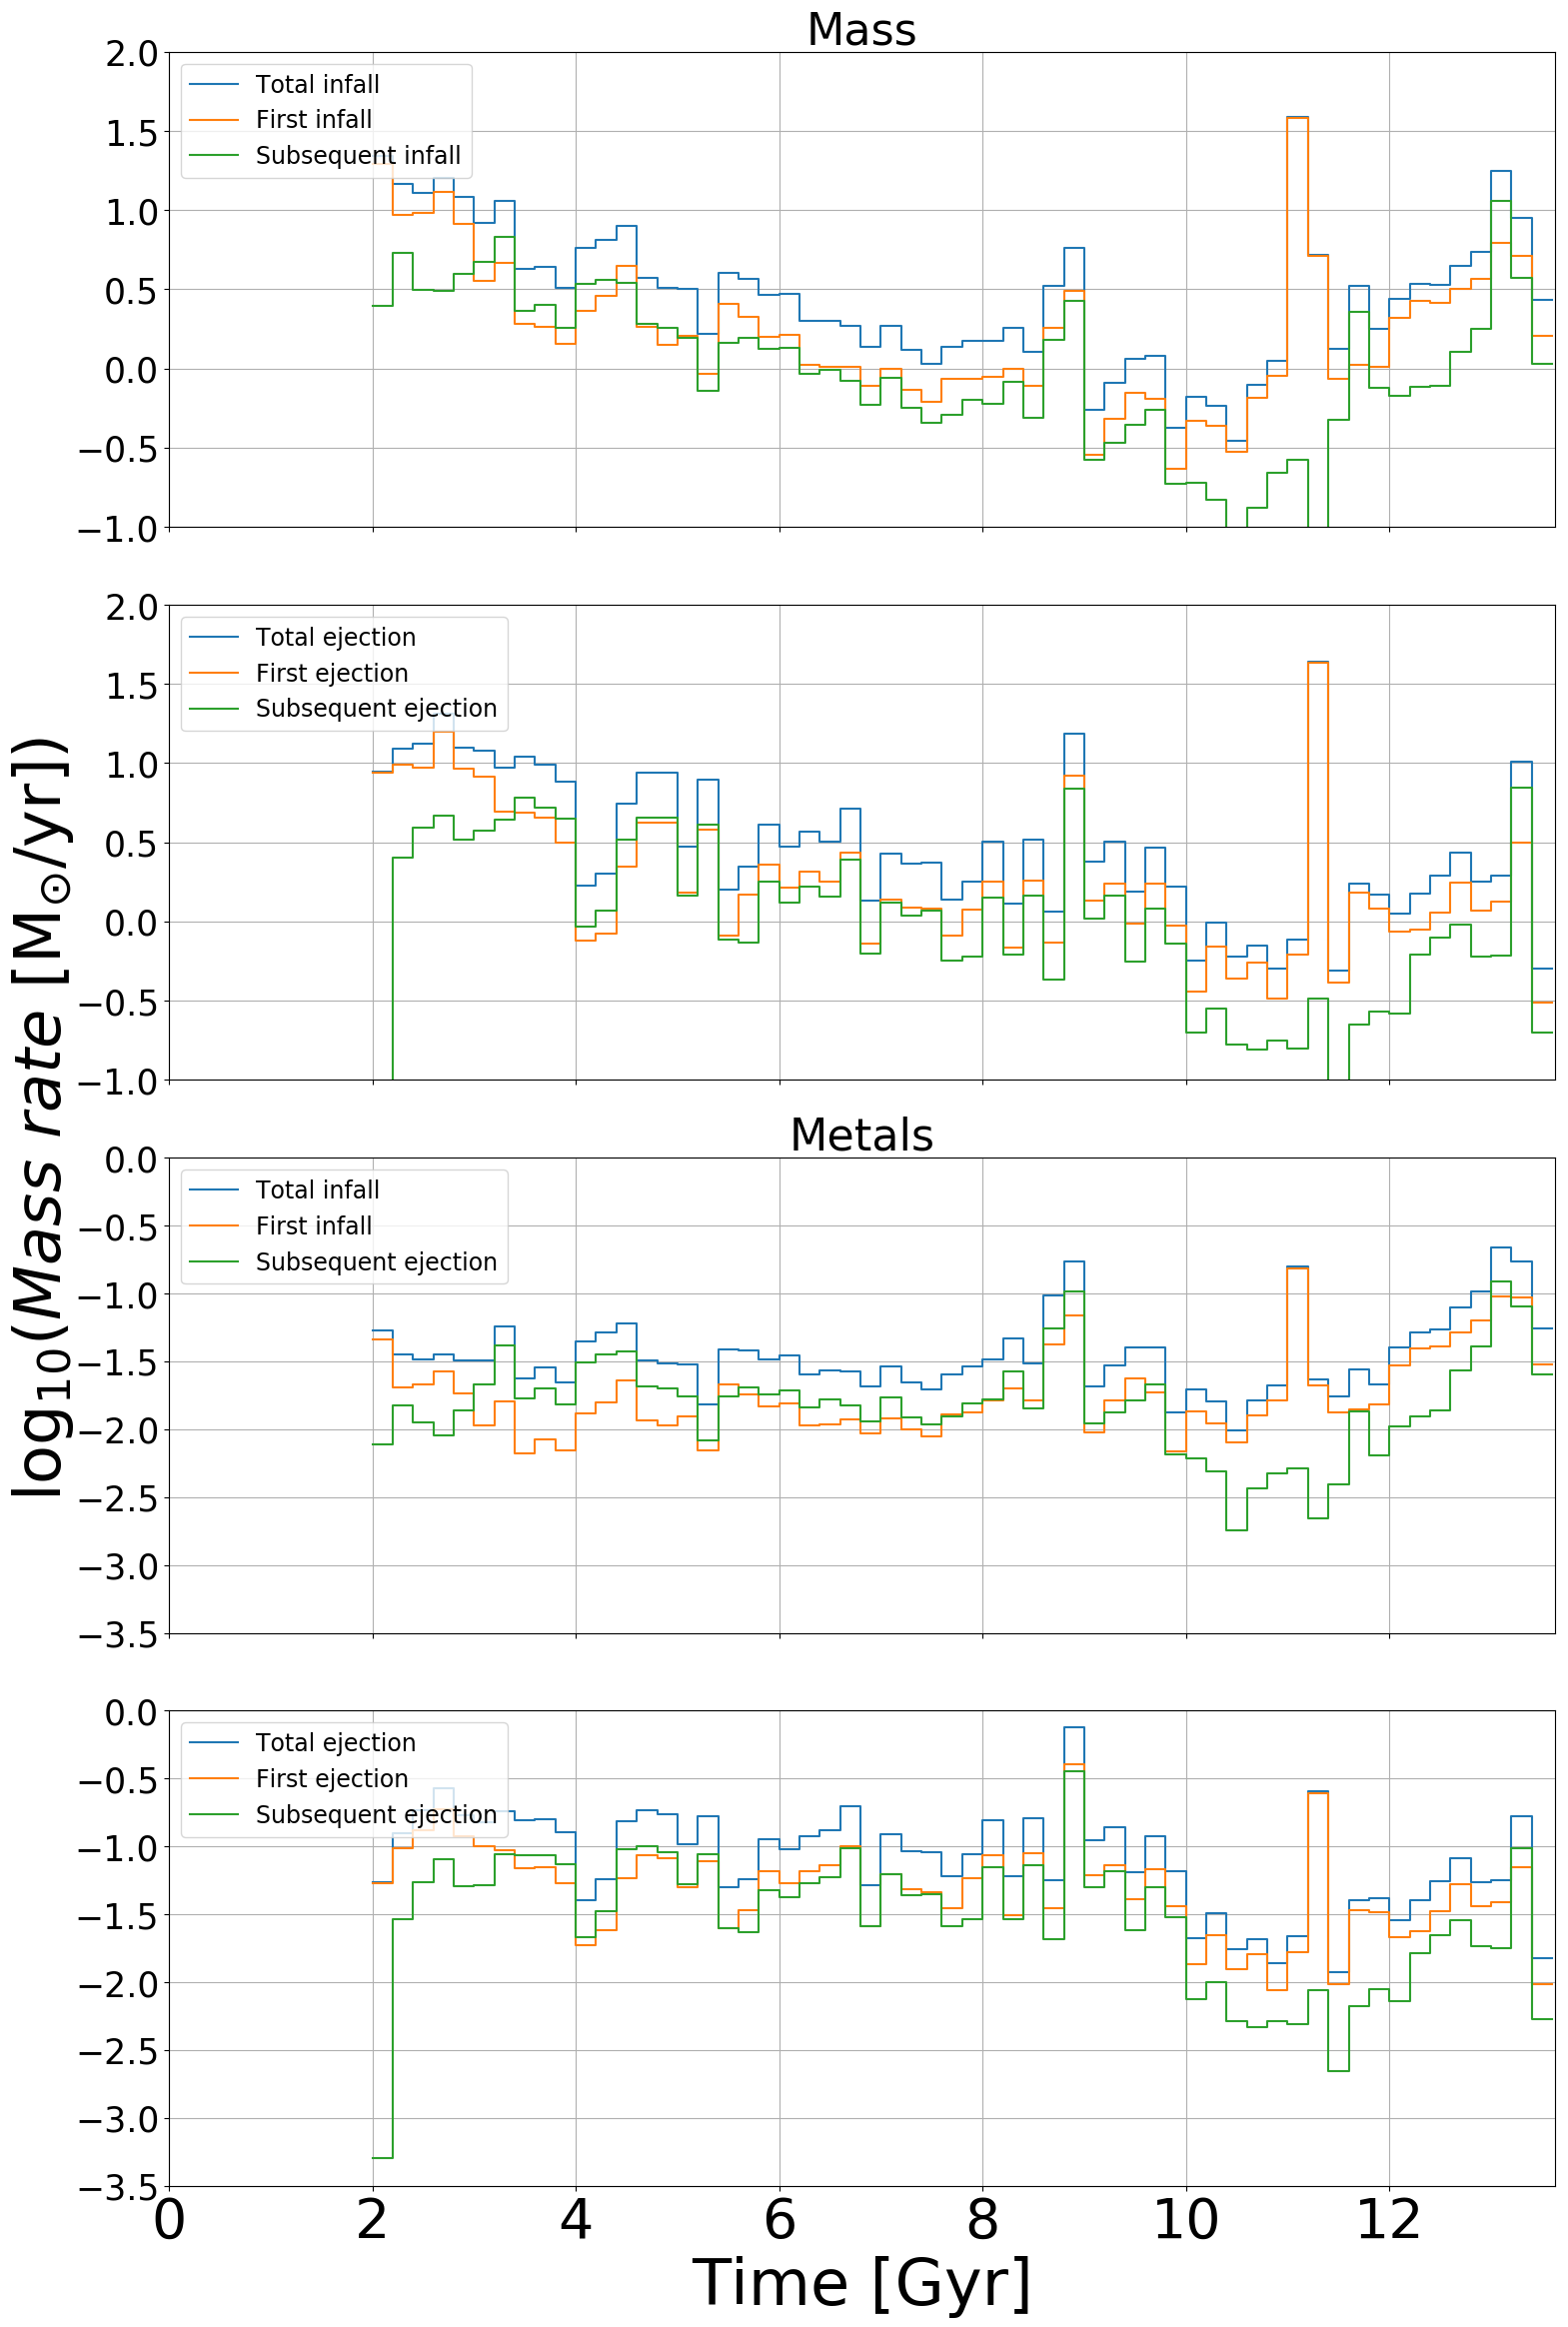 Mass
2.0
1.5
1.0
0.5
0.0
−0.5
−1.0
Total infall
First infall
Subsequent infall
2.0
1.5
1.0
0.5
0.0
−0.5
−1.0
Total ejection
First ejection
Subsequent ejection
log10(Mass rate [M⊙/yr])
Metals
0.0
−0.5
−1.0
−1.5
−2.0
−2.5
−3.0
−3.5
Total infall
First infall
Subsequent ejection
0.0
−0.5
−1.0
−1.5
−2.0
−2.5
−3.0
−3.5
Total ejection
First ejection
Subsequent ejection
0 2 4 6 8 10 12
Time [Gyr]